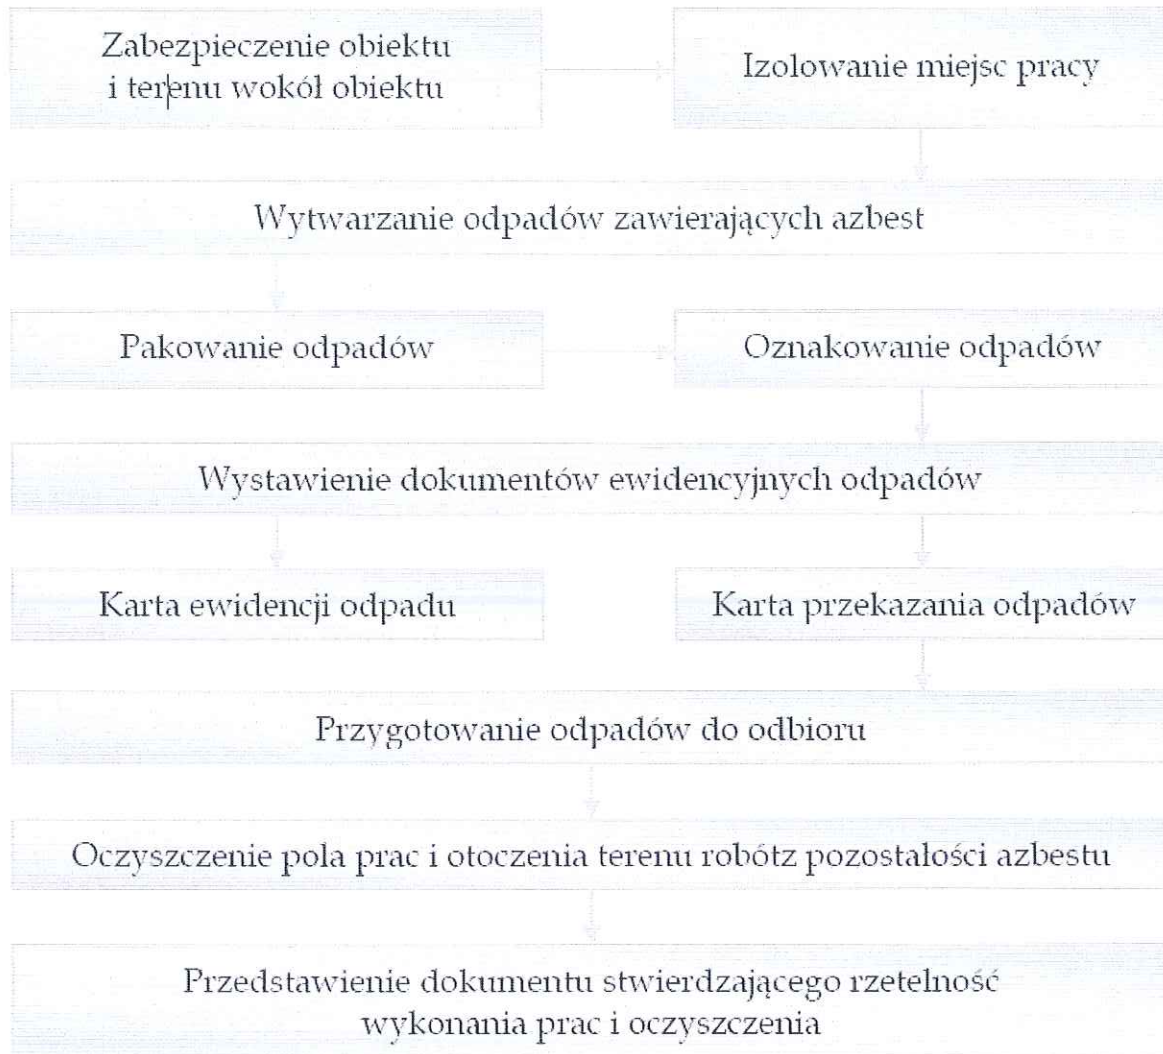 Zabezpieczenie obiektu
i terenu wokół obiektu
Izolowanie miejsc pracy
Wytwarzanie odpadów zawierających azbest
Pakowanie odpadów
Oznakowanie odpadów
Wystawienie dokumentów ewidencyjnych odpadów
Karta ewidencji odpadu
Karta przekazania odpadów
Przygotowanie odpadów do odbioru
Oczyszczenie pola prac i otoczenia terenu robótz pozostałości azbestu
Przedstawienie dokumentu stwierdzającego rzetelność
wykonania prac i oczyszczenia